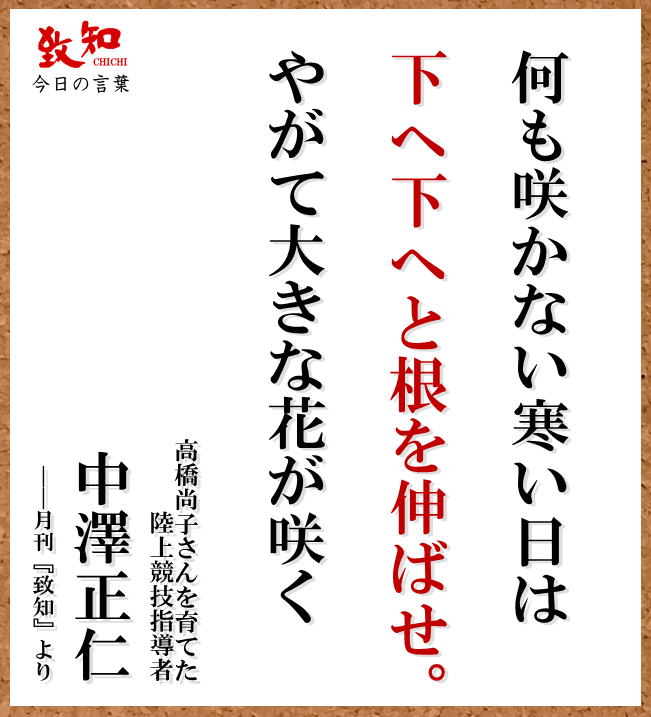 致知
CHICHI
今日の言葉
何も咲かない寒い日は
下へ下へと根を伸ばせ。
やがて大きな花が咲く
高橋尚子さんを育てた
陸上競技指導者
中澤正仁
──月刊『致知』より